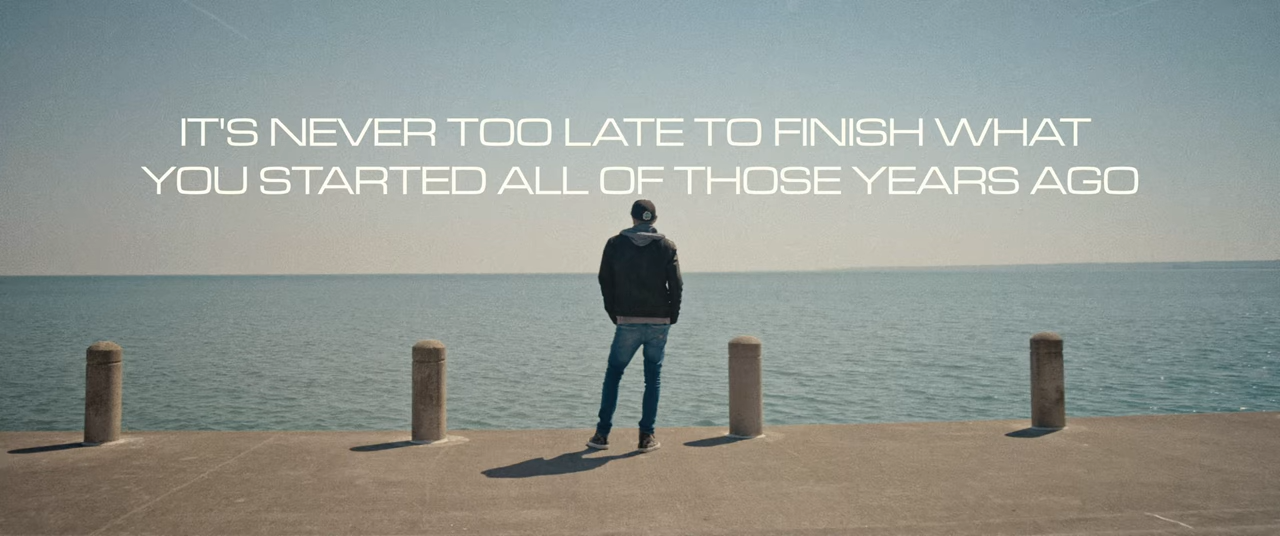 IT'S NEVER TOO LATE TO FINISH WHAT
YOU STARTED ALL OF THOSE YEARS AGO